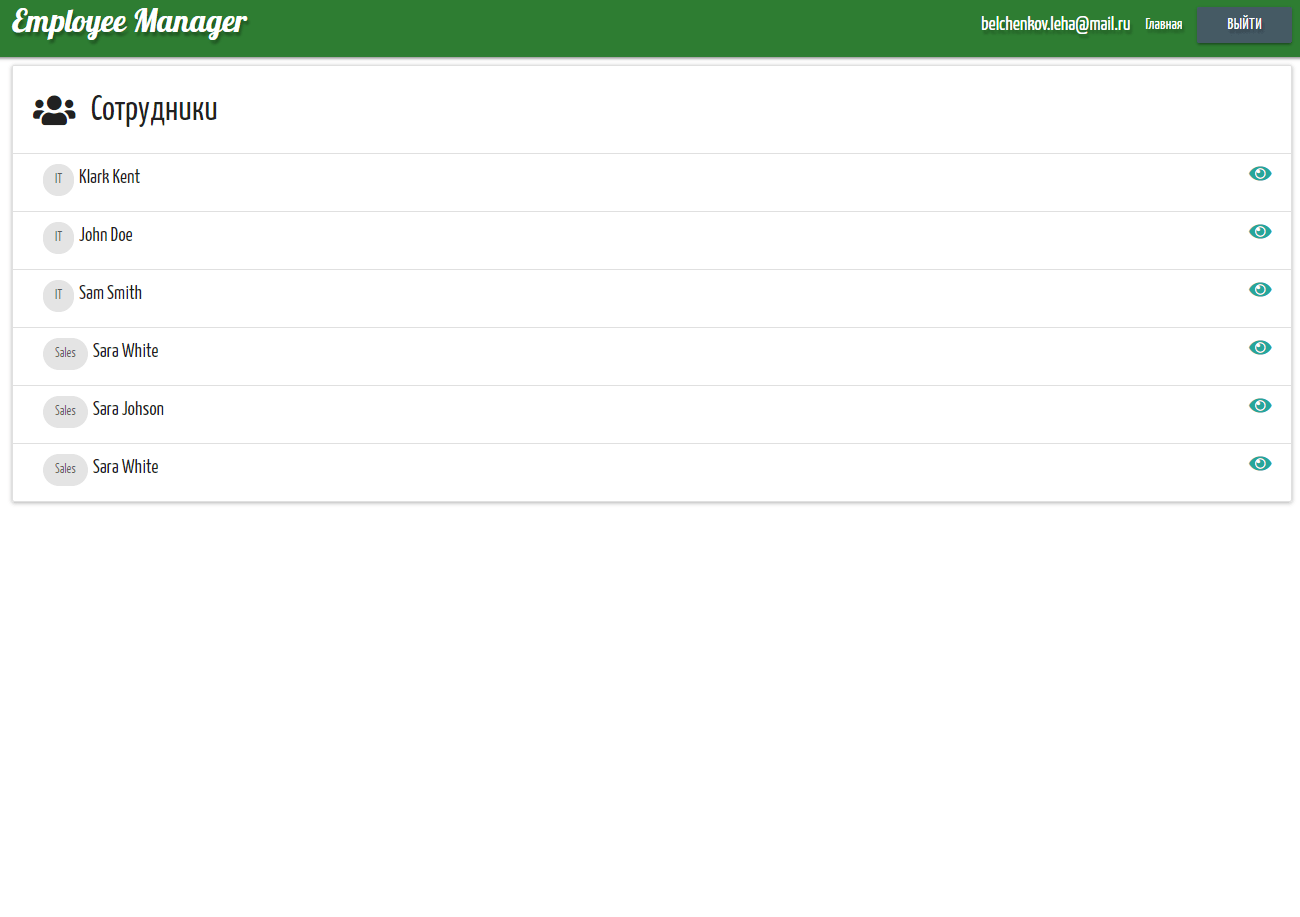 Employee Manager
belchenkov.leha@mail.ru Главная ВЫЙТИ
Сотрудники
IT Klark Kent
IT John Doe
IT Sam Smith
Sales Sara White
Sales Sara Johson
Sales Sara White